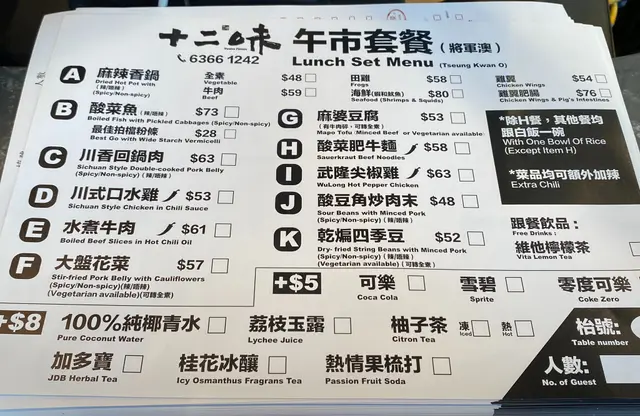 十二味 午市套餐 (將軍澳)
6366 1242 Lunch Set Menu (Tseung Kwan O)
A 麻辣香鍋 全素 $48 田雞 $58 雞翼 $54
Dried Hot Pot with Vegetable Frogs Chicken Wings
(辣/唔辣) 牛肉 $59 海鮮(蝦和魷魚) $80 雞翼肥腸 $76
(Spicy/Non-spicy) Beef Seafood (Shrimps & Squids) Chicken Wings & Pig's Intestines
B 酸菜魚 $73
Boiled Fish with Pickled Cabbages (Spicy/Non-spicy)
最佳拍檔粉條 $28
Best Go with Wide Starch Vermicelli
C 川香回鍋肉 $63
Sichuan Style Double-cooked Pork Belly
(Spicy/Non-spicy) (辣/唔辣)
D 川式口水雞 $53
Sichuan Style Chicken in Chili Sauce
E 水煮牛肉 $61
Boiled Beef Slices in Hot Chili Oil
F 大盤花菜 $57
Stir-fried Pork Belly with Cauliflowers
(Spicy/Non-spicy)(辣/唔辣)
(Vegetarian available)(可轉全素)
G 麻婆豆腐 $53
(有牛肉碎，可轉全素)
Mapo Tofu (Minced Beef or Vegetarian available)
H 酸菜肥牛麵 $58
Sauerkraut Beef Noodles
I 武隆尖椒雞 $63
WuLong Hot Pepper Chicken
J 酸豆角炒肉末 $48
Sour Beans with Minced Pork
(Spicy/Non-spicy) (辣/唔辣)
K 乾煸四季豆 $52
Dry- fried String Beans with Minced Pork
(Spicy/Non-spicy)(辣/唔辣)
(Vegetarian available)(可轉全素)
*除H餐，其他餐均
跟白飯一碗
With One Bowl Of Rice
(Except Item H)
*菜品均可額外加辣
Extra Chili
跟餐飲品：
Free Drinks :
維他檸檬茶
Vita Lemon Tea
+$5 可樂 雪碧 零度可樂
Coca Cola Sprite Coke Zero
+$8 100%純椰青水 荔枝玉露 柚子茶 凍 熱
Pure Coconut Water Lychee Juice Citron Tea Iced Hot
加多寶 桂花冰釀 熱情果梳打
JDB Herbal Tea Icy Osmanthus Fragrans Tea Passion Fruit Soda
枱號:
Table number
人數:
No. of Guest